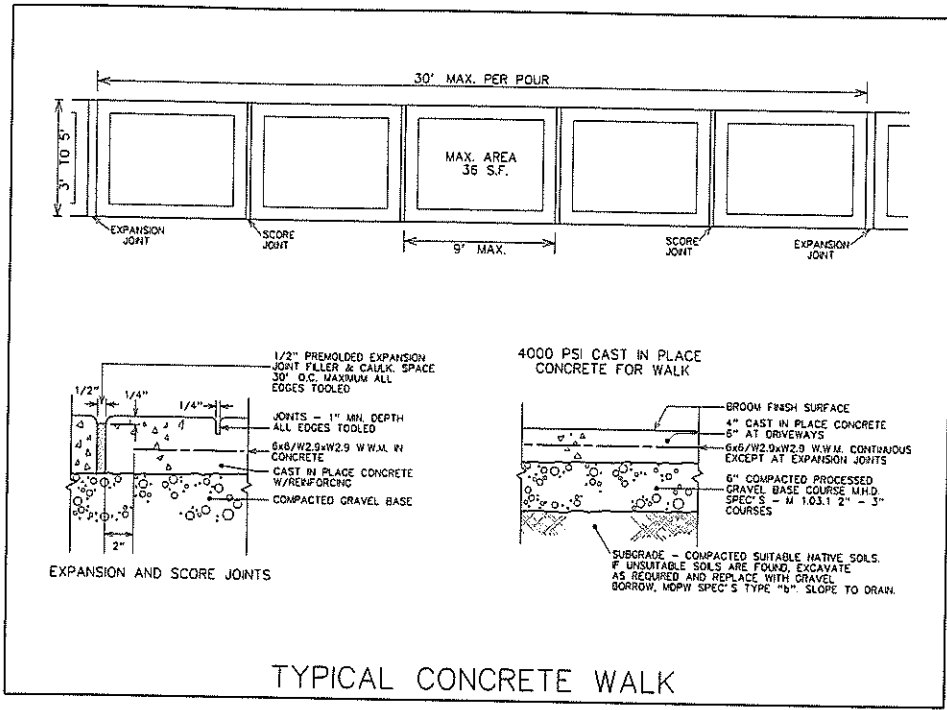 30' MAX. PER POUR
3' TO 5'
MAX. AREA
36 S.F.
EXPANSION
JOINT
SCORE
JOINT
9' MAX.
SCORE
JOINT
EXPANSION
JOINT
1/2" PREMOLDED EXPANSION
JOINT FILLER & CAULK. SPACE
30' O.C. MAXIMUM ALL
EDGES TOOLED
1/2"
1/4"
1/4"
JOINTS - 1" MIN. DEPTH
ALL EDGES TOOLED
6x6/W2.9xW2.9 W.W.M. IN
CONCRETE
CAST IN PLACE CONCRETE
W/REINFORCING
COMPACTED GRAVEL BASE
2"
EXPANSION AND SCORE JOINTS
4000 PSI CAST IN PLACE
CONCRETE FOR WALK
BROOM FINISH SURFACE
4" CAST IN PLACE CONCRETE
6" AT DRIVEWAYS
6x6/W2.9xW2.9 W.W.M. CONTINUOUS
EXCEPT AT EXPANSION JOINTS
6" COMPACTED PROCESSED
GRAVEL BASE COURSE M.H.D.
SPEC'S - M 1.03.1 2" - 3"
COURSES
SUBGRADE - COMPACTED SUITABLE NATIVE SOILS.
IF UNSUITABLE SOILS ARE FOUND, EXCAVATE
AS REQUIRED AND REPLACE WITH GRAVEL
BORROW, MDPW SPEC'S TYPE "b". SLOPE TO DRAIN.
TYPICAL CONCRETE WALK